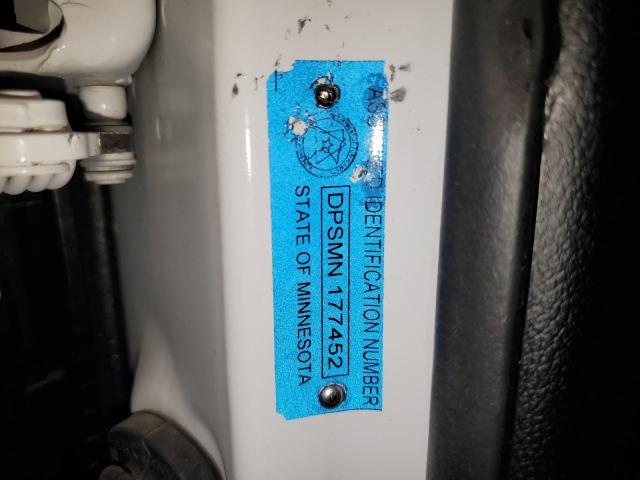 IDENTIFICATION NUMBER
DPSMN 177452
STATE OF MINNESOTA